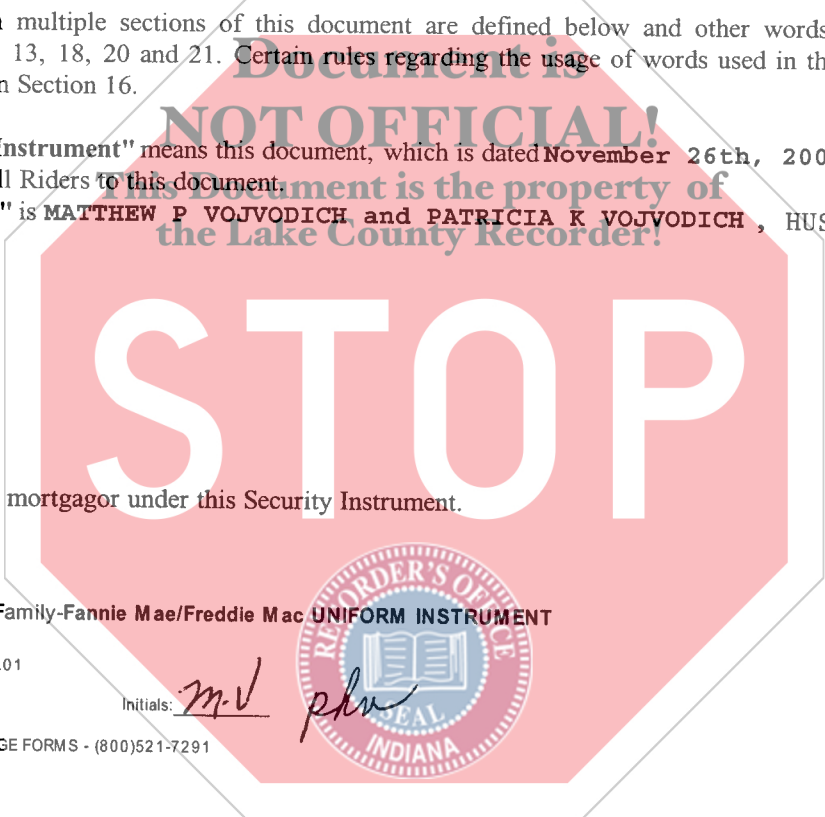 multiple sections of this document are defined below and other words
13, 18, 20 and 21. Certain rules regarding the usage of words used in th
n Section 16.
Document is
NOT OFFICIAL!
This Document is the property of
the Lake County Recorder!
Instrument" means this document, which is dated November 26th, 200
ll Riders to this document.
" is MATTHEW P VOJVODICH and PATRICIA K VOJVODICH , HUS
STOP
mortgagor under this Security Instrument.
Family-Fannie Mae/Freddie Mac UNIFORM INSTRUMENT
.01
Initials: m.V pkv
GE FORMS - (800)521-7291
RECORDER'S OFFICE
SEAL
INDIANA